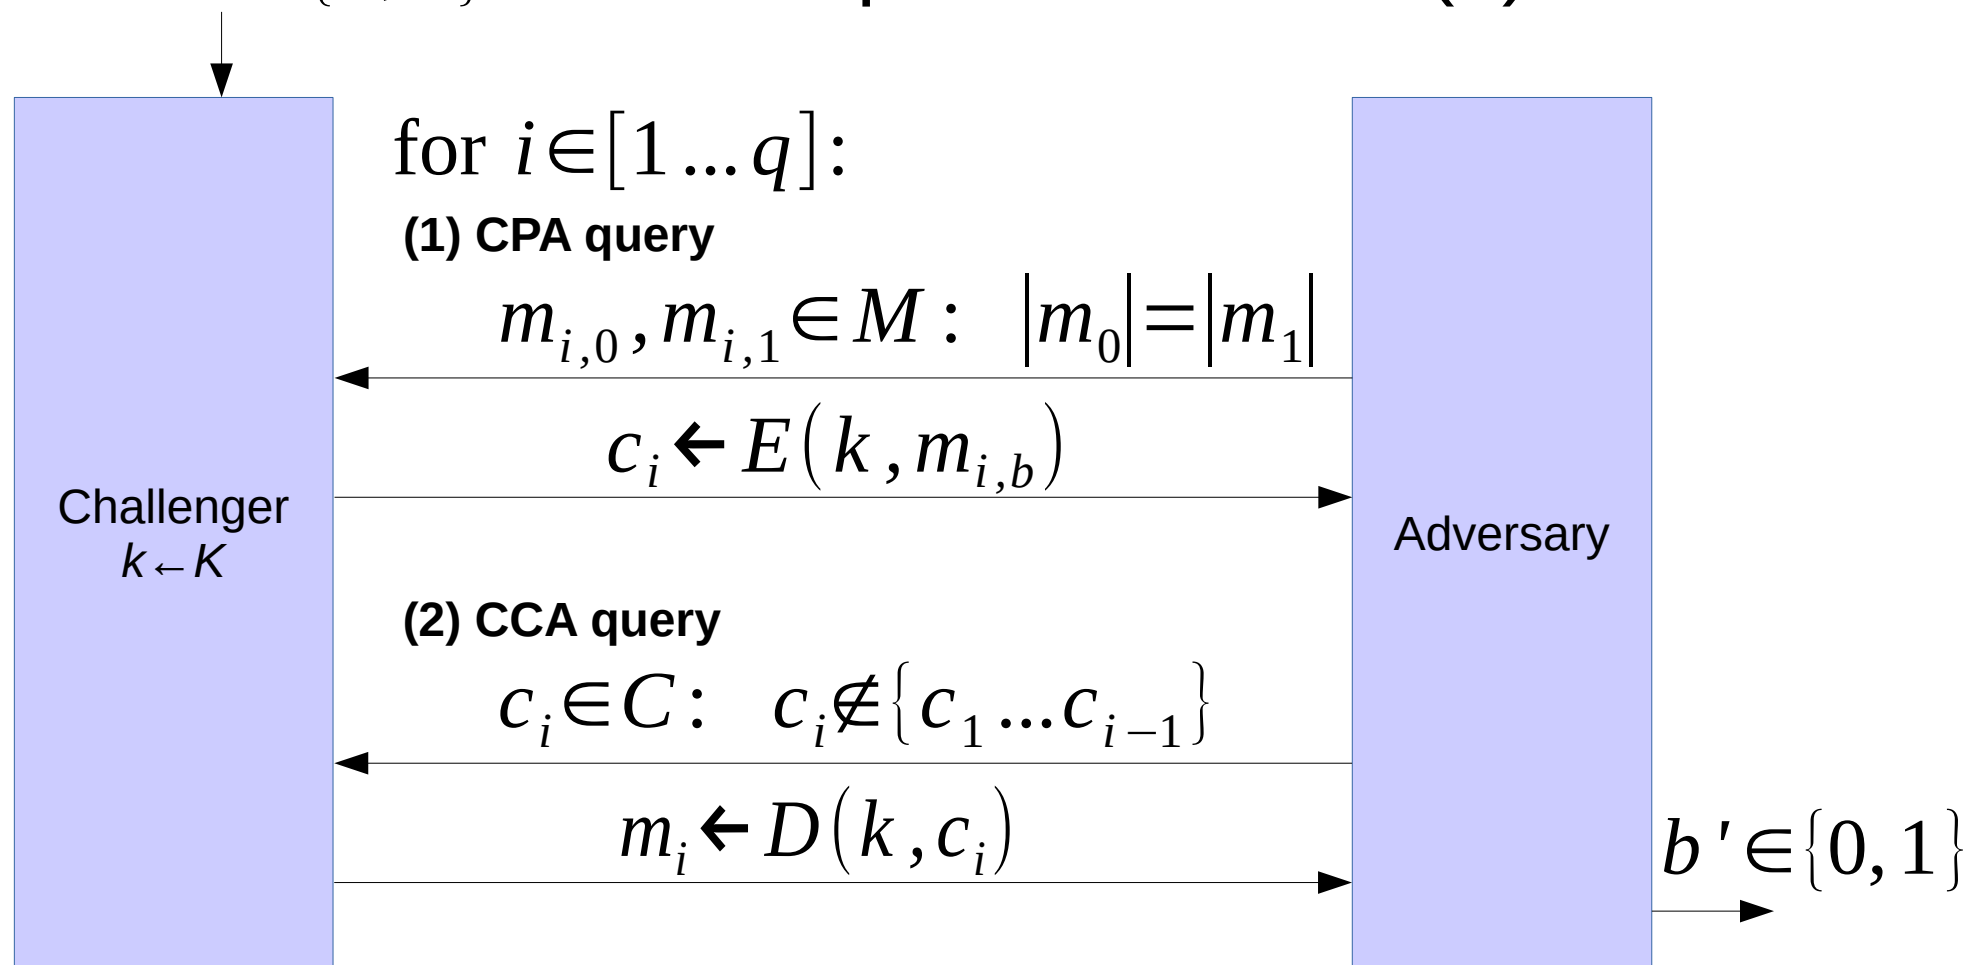 for i∈[1...q]:
(1) CPA query
m_{i,0}, m_{i,1}∈M: |m_0|=|m_1|
c_i ← E(k, m_{i,b})
Challenger
k←K
Adversary
(2) CCA query
c_i∈C: c_i∉{c_1...c_{i−1}}
m_i ← D(k, c_i)
b'∈{0,1}